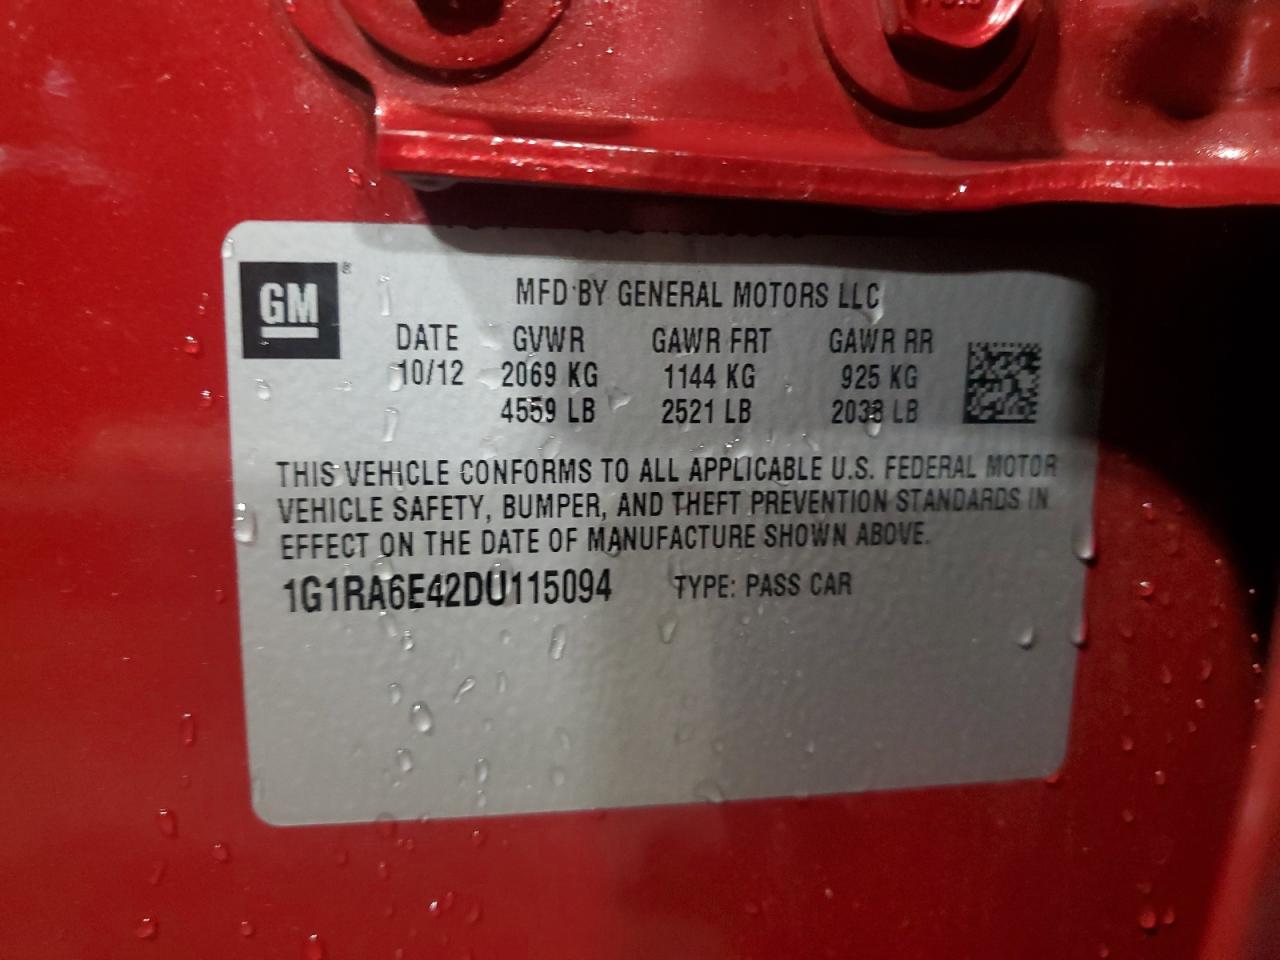 GM
MFD BY GENERAL MOTORS LLC
DATE GVWR GAWR FRT GAWR RR
10/12 2069 KG 1144 KG 925 KG
4559 LB 2521 LB 2038 LB
THIS VEHICLE CONFORMS TO ALL APPLICABLE U.S. FEDERAL MOTOR
VEHICLE SAFETY, BUMPER, AND THEFT PREVENTION STANDARDS IN
EFFECT ON THE DATE OF MANUFACTURE SHOWN ABOVE.
1G1RA6E42DU115094 TYPE: PASS CAR